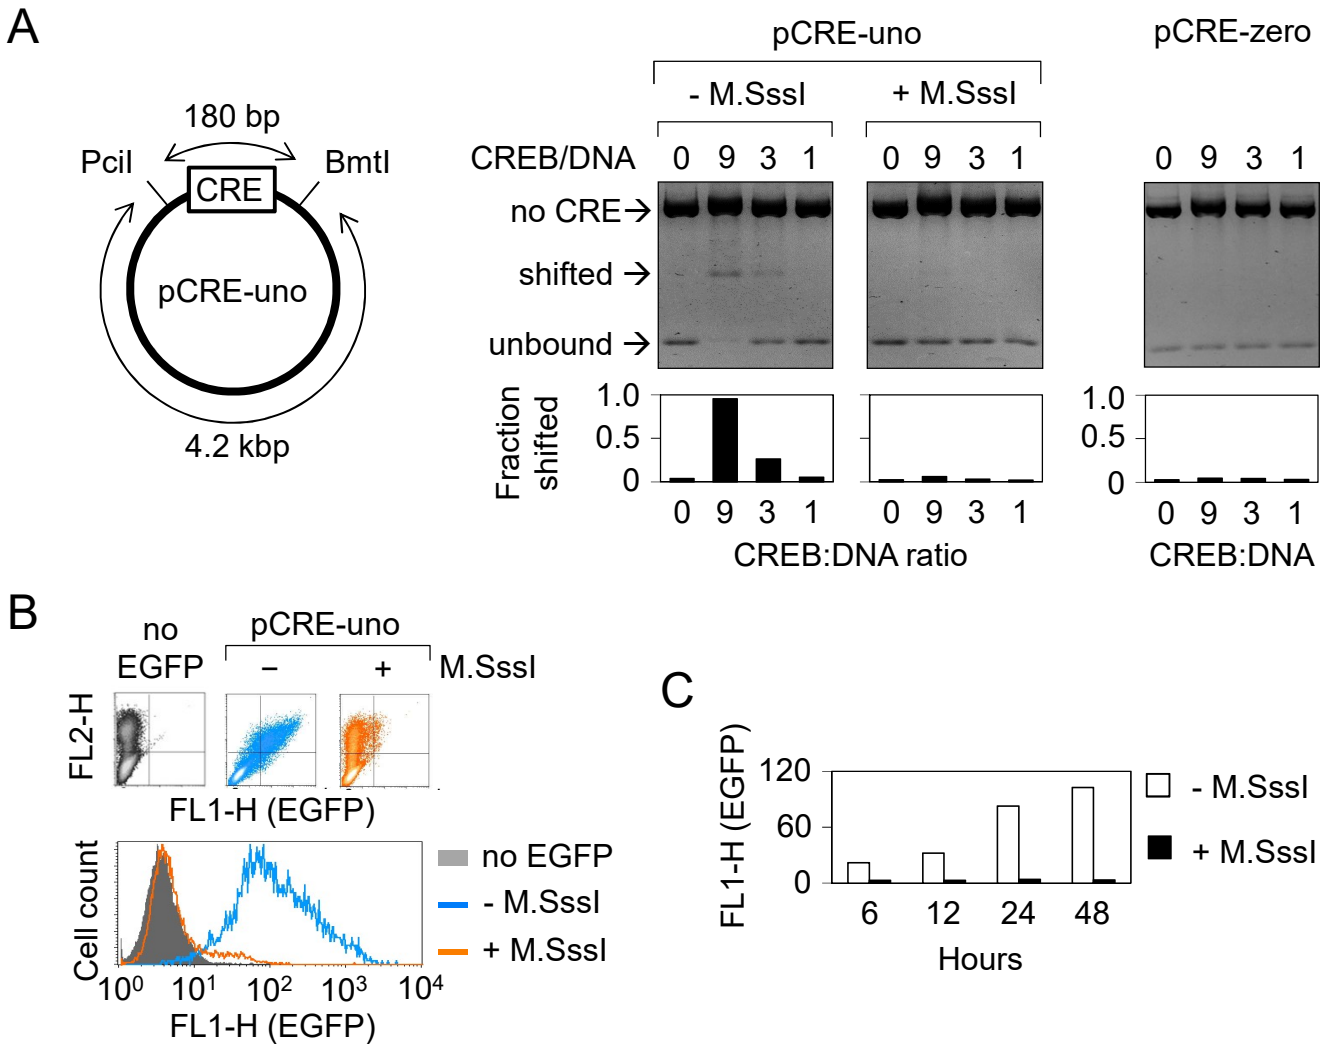 A
180 bp
PciI
BmtI
CRE
pCRE-uno
4.2 kbp
pCRE-uno
pCRE-zero
- M.SssI
+ M.SssI
CREB/DNA
0 9 3 1
0 9 3 1
0 9 3 1
no CRE
shifted
unbound
Fraction
shifted
1.0
0.5
0
1.0
0.5
0
0 9 3 1
0 9 3 1
0 9 3 1
CREB:DNA ratio
CREB:DNA
B
no
EGFP
pCRE-uno
− + M.SssI
FL2-H
FL1-H (EGFP)
Cell count
10⁰ 10¹ 10² 10³ 10⁴
FL1-H (EGFP)
no EGFP
- M.SssI
+ M.SssI
C
FL1-H (EGFP)
120
60
0
6 12 24 48
Hours
- M.SssI
+ M.SssI